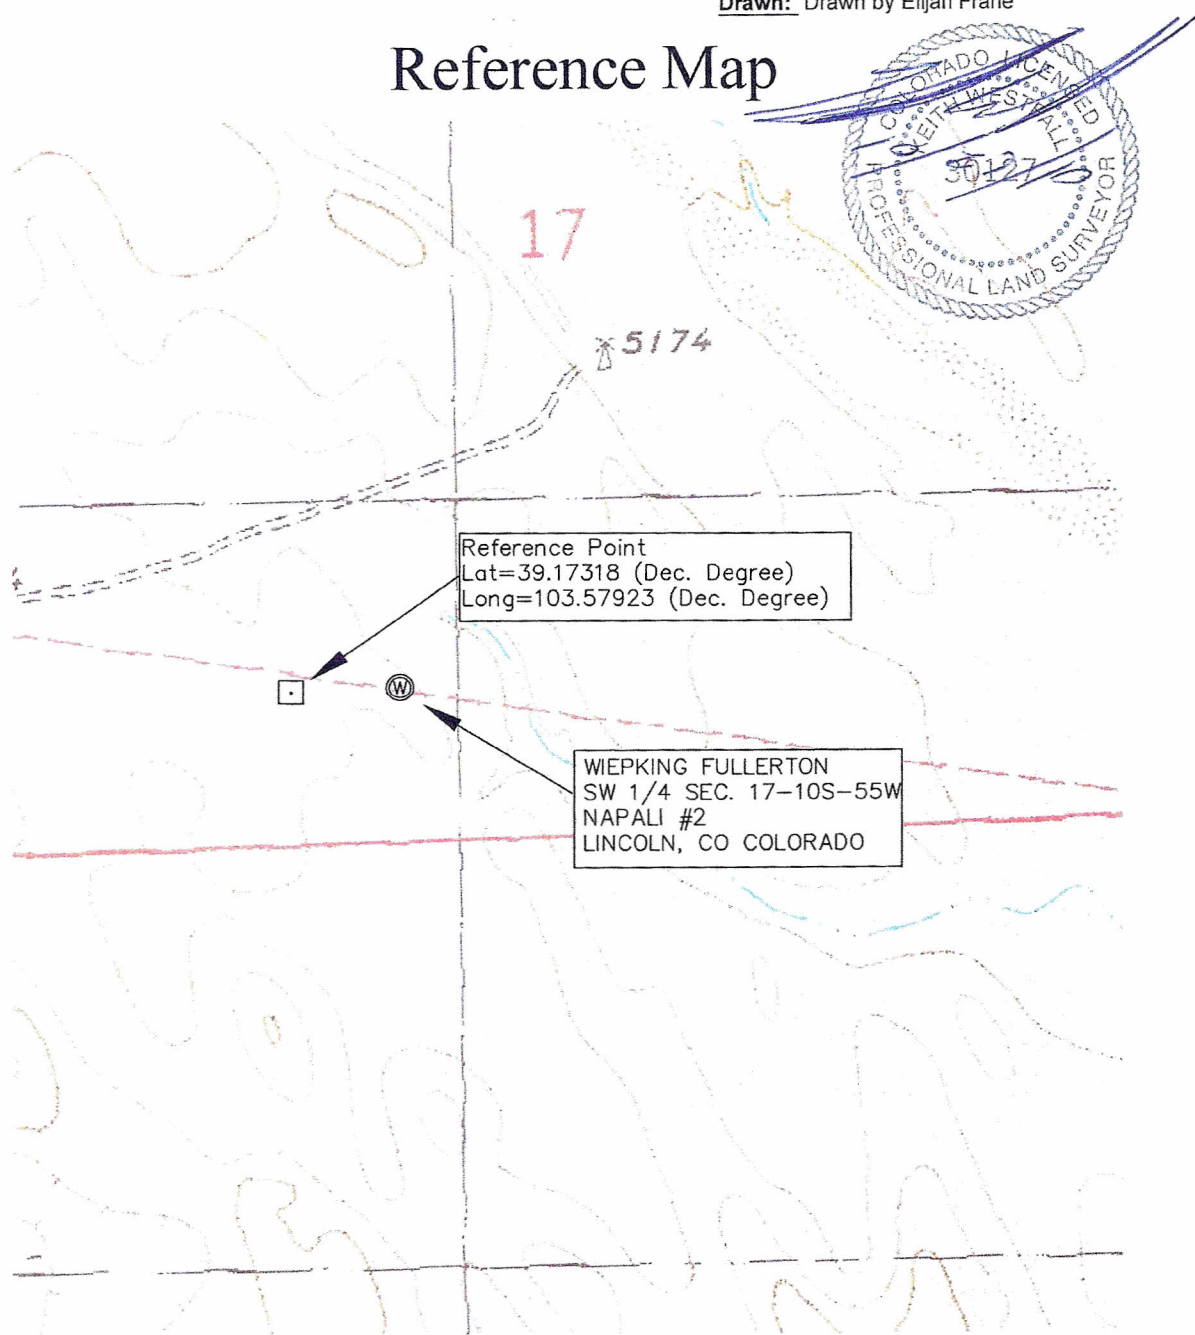 Drawn: Drawn by Elijah Frane
Reference Map
COLORADO LICENSED
KEITH WESTFALL
PROFESSIONAL LAND SURVEYOR
17
5174
Reference Point
Lat=39.17318 (Dec. Degree)
Long=103.57923 (Dec. Degree)
W
WIEPKING FULLERTON
SW 1/4 SEC. 17-10S-55W
NAPALI #2
LINCOLN, CO COLORADO